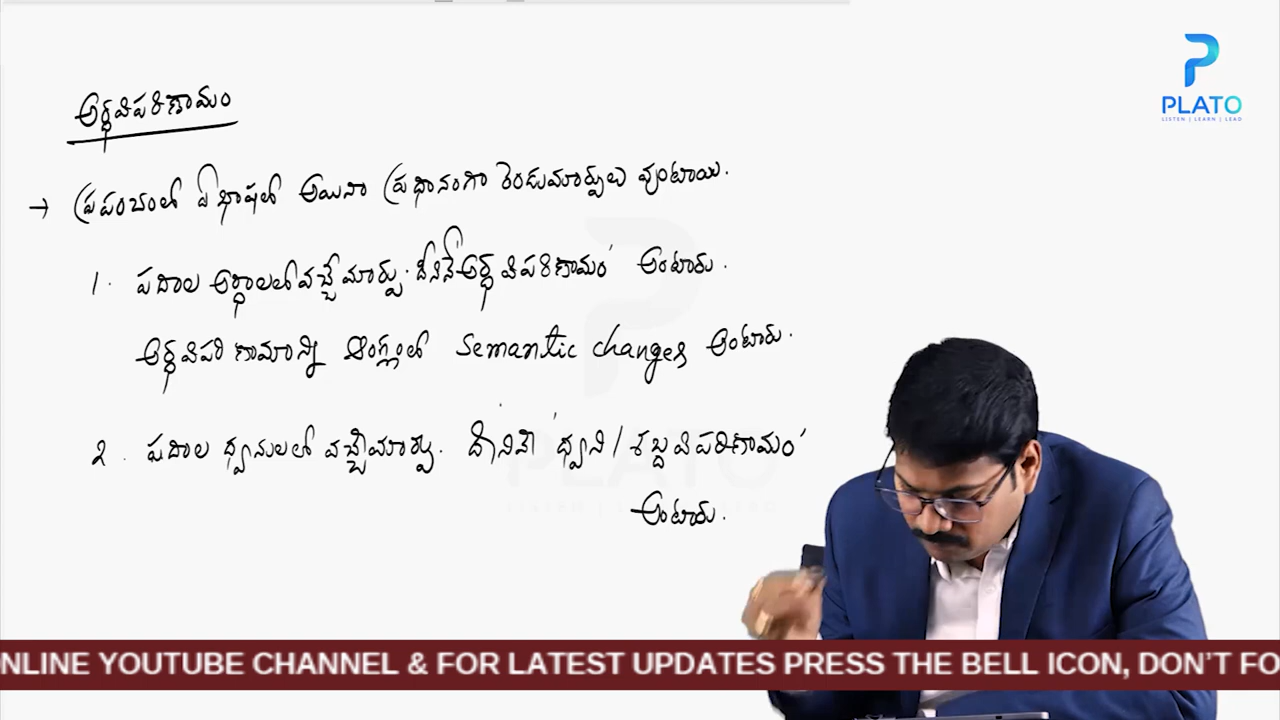 PLATO
LISTEN | LEARN | LEAD
అర్థవిపరిణామం
→ ప్రపంచంలో ఏ భాషలో అయినా ప్రధానంగా రెండుమార్పులు వుంటాయి.
1. పదాల అర్థాలలో వచ్చేమార్పు. దీనినే 'అర్థవిపరిణామం' అంటారు.
అర్థవిపరిణామాన్ని ఆంగ్లంలో Semantic changes అంటారు.
2. పదాల ధ్వనులలో వచ్చేమార్పు. దీనినే 'ధ్వని/శబ్దవిపరిణామం'
అంటారు.
NLINE YOUTUBE CHANNEL & FOR LATEST UPDATES PRESS THE BELL ICON, DON'T FO